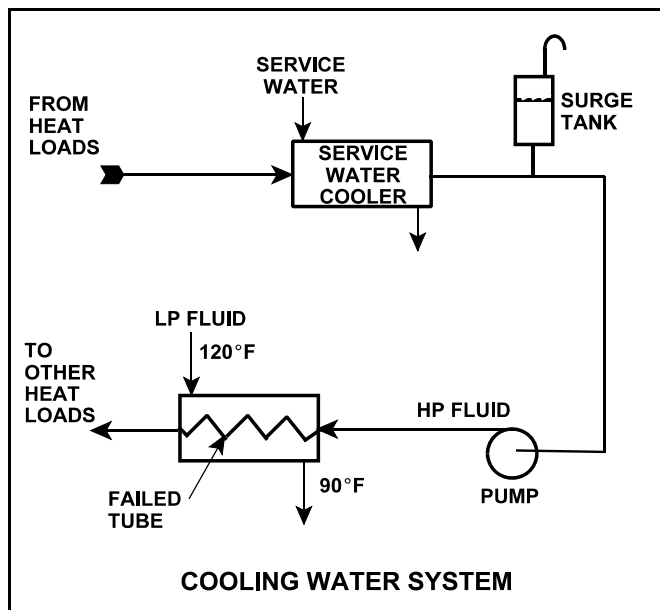 SERVICE
WATER
FROM
HEAT
LOADS
SURGE
TANK
SERVICE
WATER
COOLER
LP FLUID
120°F
TO
OTHER
HEAT
LOADS
HP FLUID
90°F
FAILED
TUBE
PUMP
COOLING WATER SYSTEM